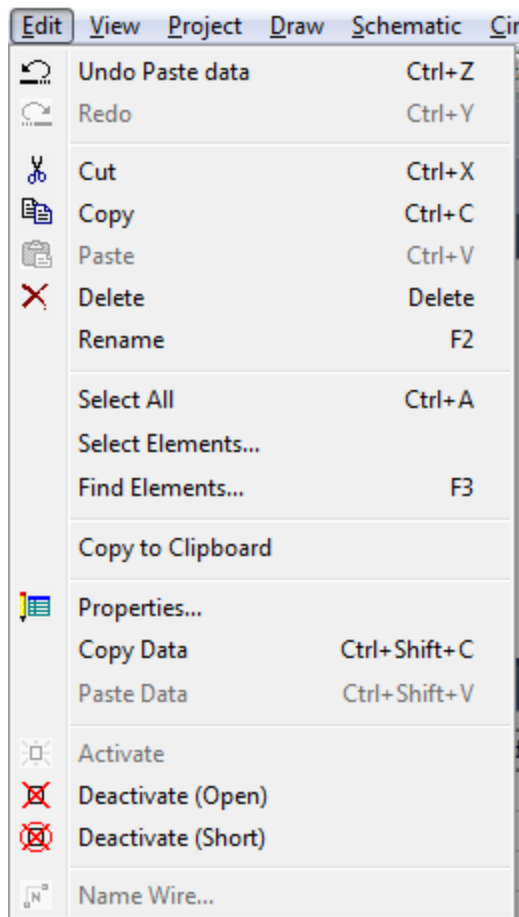 Edit View Project Draw Schematic
Undo Paste data Ctrl+Z
Redo Ctrl+Y
Cut Ctrl+X
Copy Ctrl+C
Paste Ctrl+V
Delete Delete
Rename F2
Select All Ctrl+A
Select Elements...
Find Elements... F3
Copy to Clipboard
Properties...
Copy Data Ctrl+Shift+C
Paste Data Ctrl+Shift+V
Activate
Deactivate (Open)
Deactivate (Short)
Name Wire...